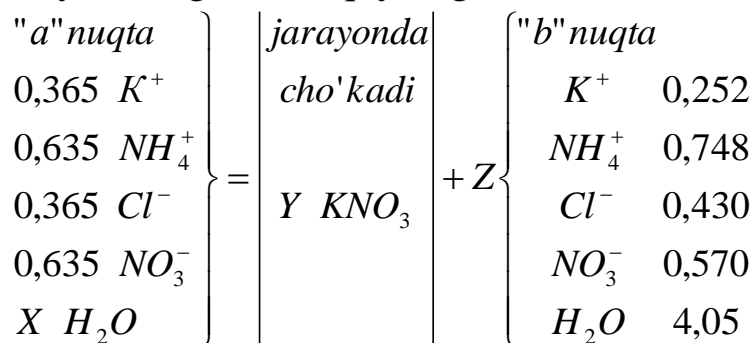 "a" nuqta jarayonda "b" nuqta
0,365 K⁺ cho'kadi K⁺ 0,252
0,635 NH₄⁺ NH₄⁺ 0,748
0,365 Cl⁻ = Y KNO₃ + Z Cl⁻ 0,430
0,635 NO₃⁻ NO₃⁻ 0,570
X H₂O H₂O 4,05